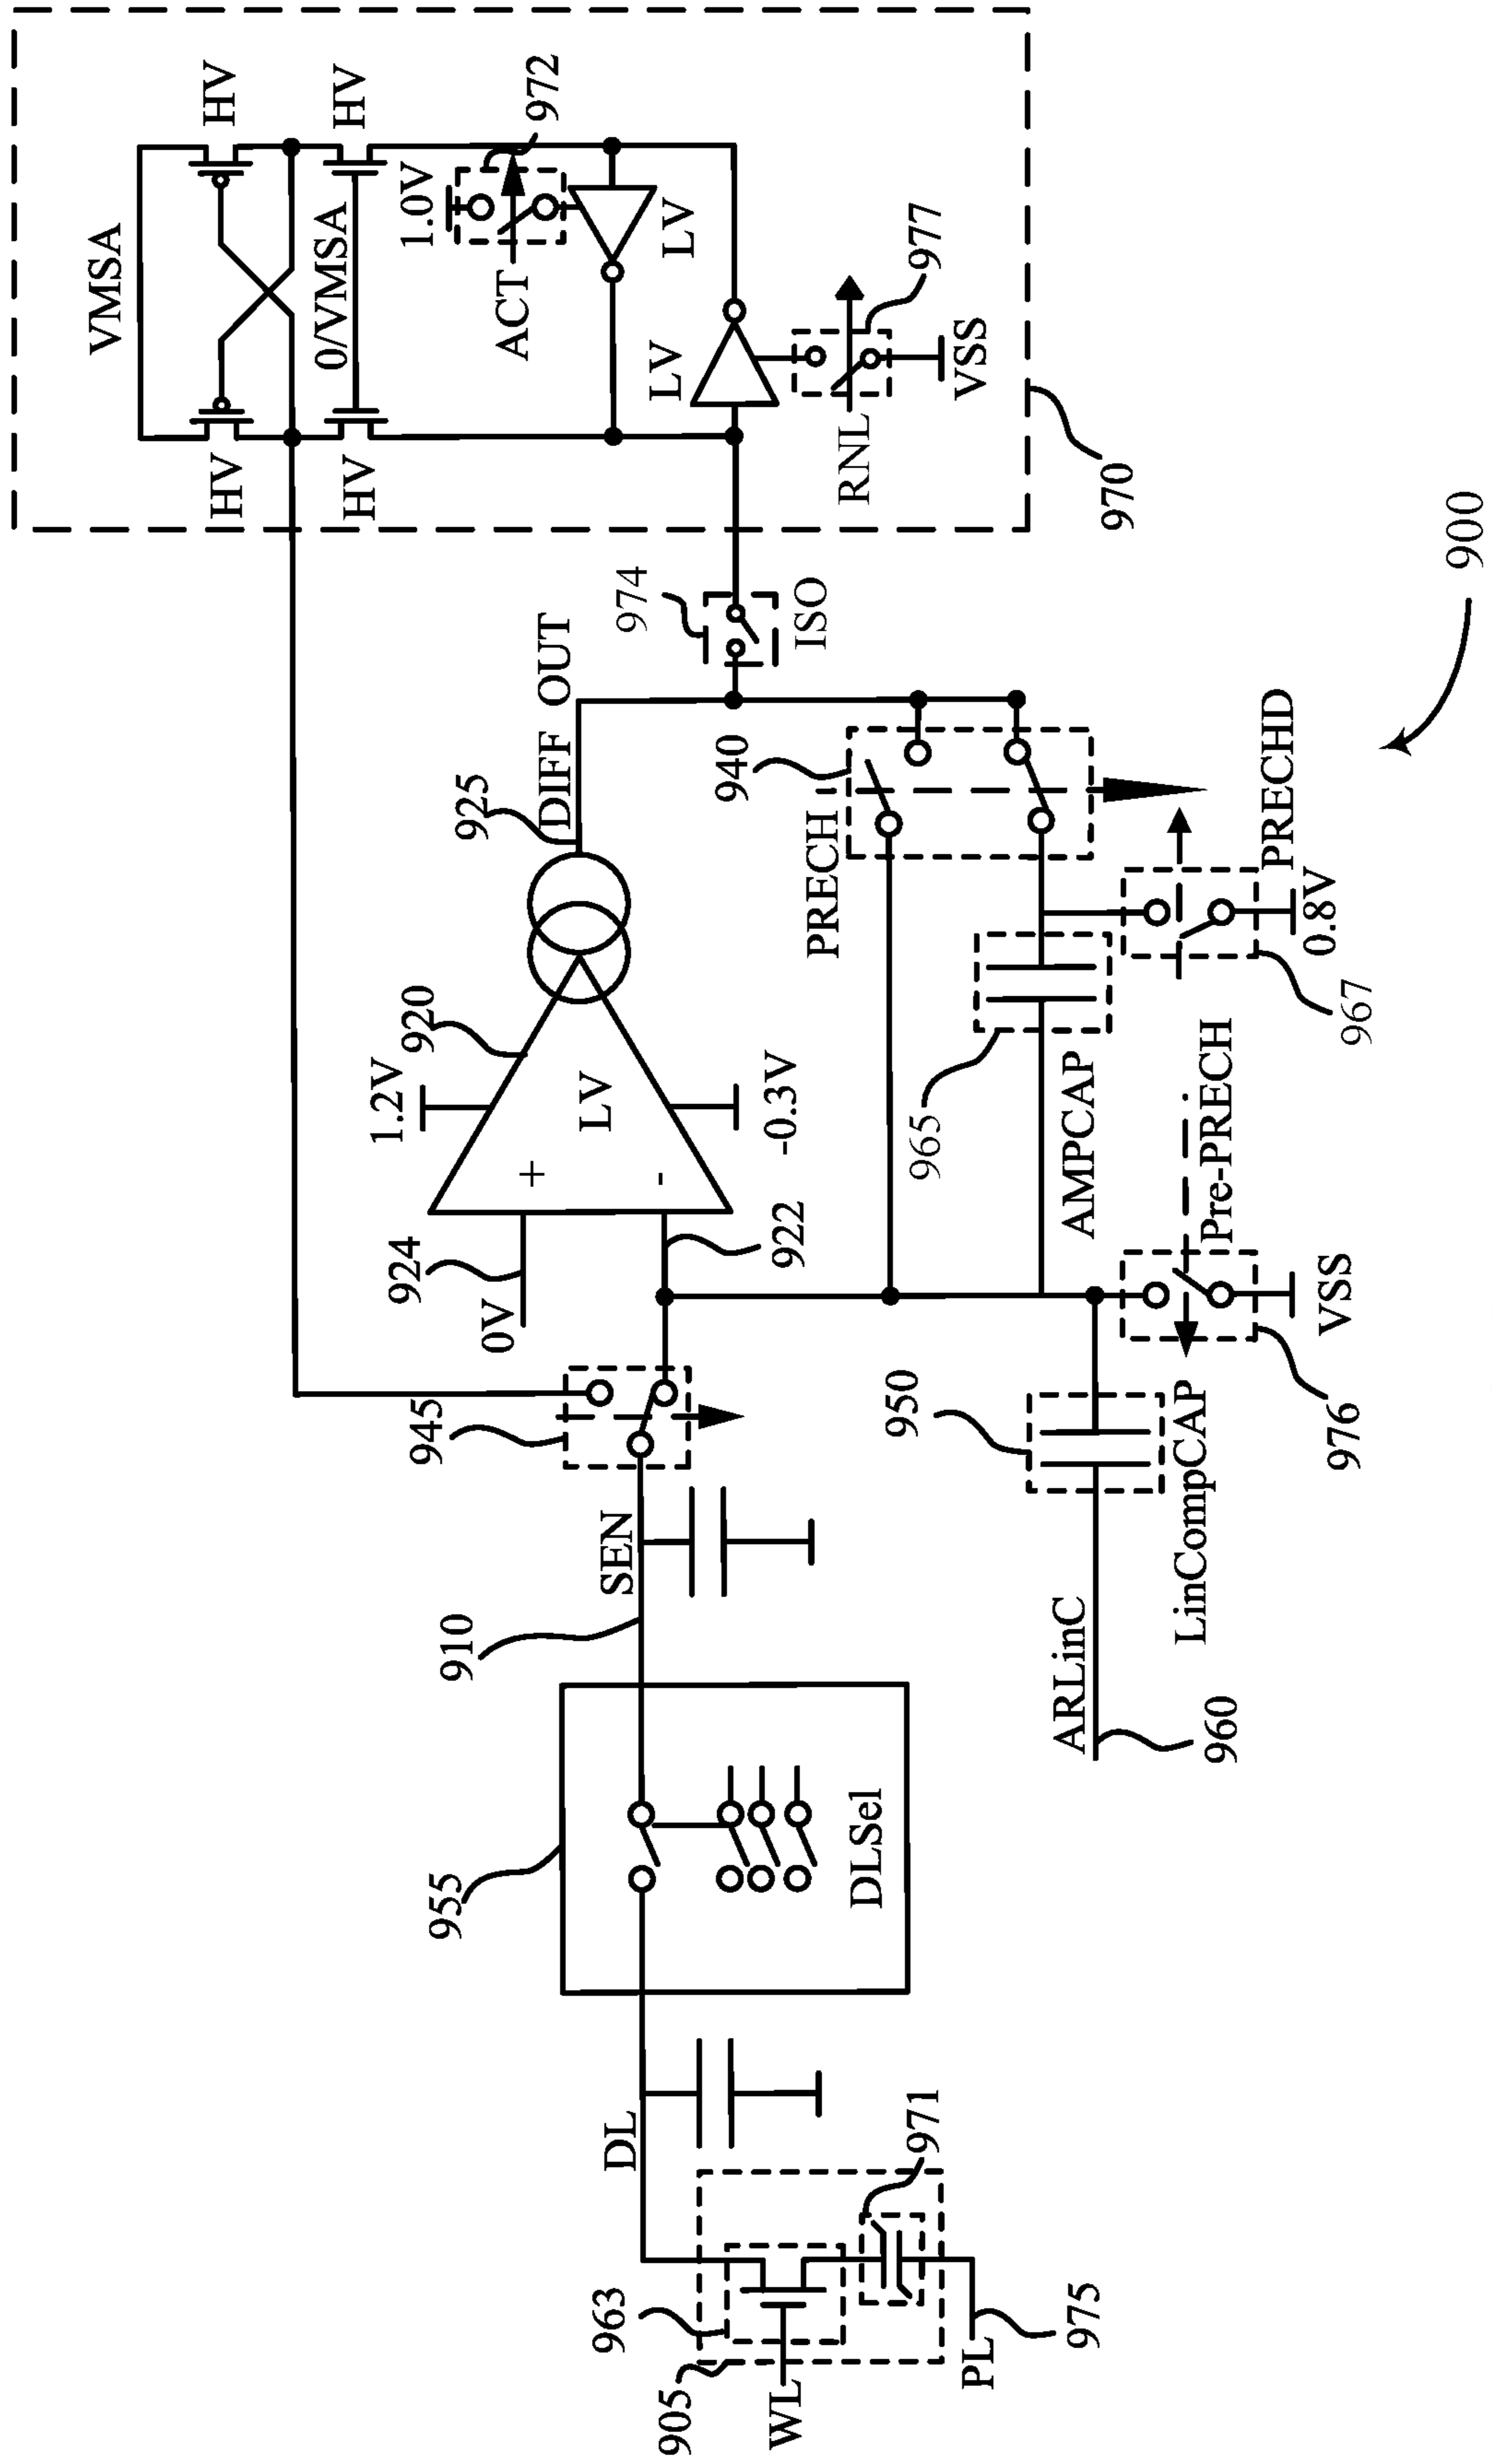 VMSA
HV
HV
HV
HV
0/VMSA
1.0V
972
ACT
LV
LV
977
RNL
VSS
970
974
ISO
900
DIFF OUT
925
940
PRECH
PRECHD
920
1.2V
LV
+
-
-0.3V
0.8V
967
965
AMPCAP
924
0V
922
Pre-PRECH
945
950
976
VSS
LinCompCAP
SEN
910
ARLinC
960
955
DLSel
DL
971
963
905
WL
PL
975